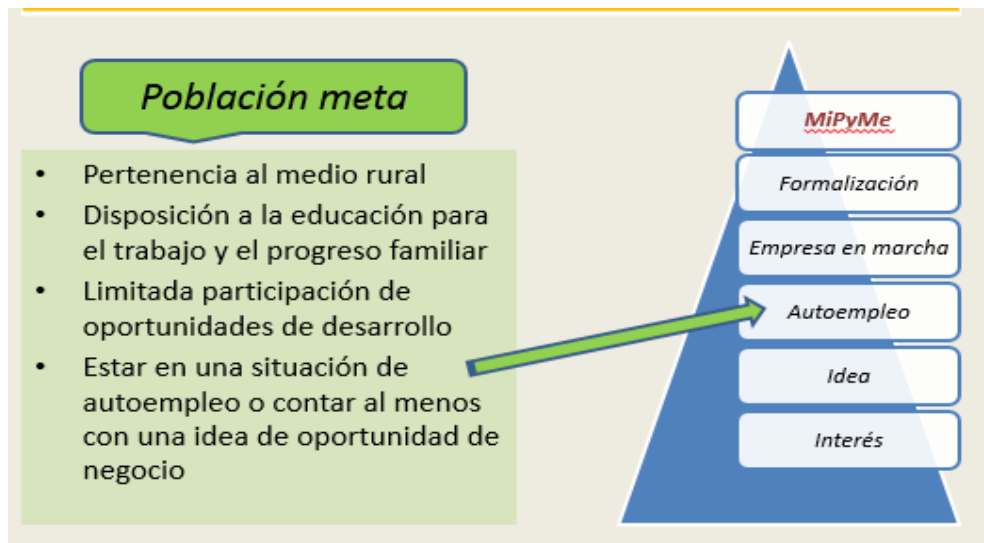 Población meta
• Pertenencia al medio rural
• Disposición a la educación para
el trabajo y el progreso familiar
• Limitada participación de
oportunidades de desarrollo
• Estar en una situación de
autoempleo o contar al menos
con una idea de oportunidad de
negocio
MiPyMe
Formalización
Empresa en marcha
Autoempleo
Idea
Interés